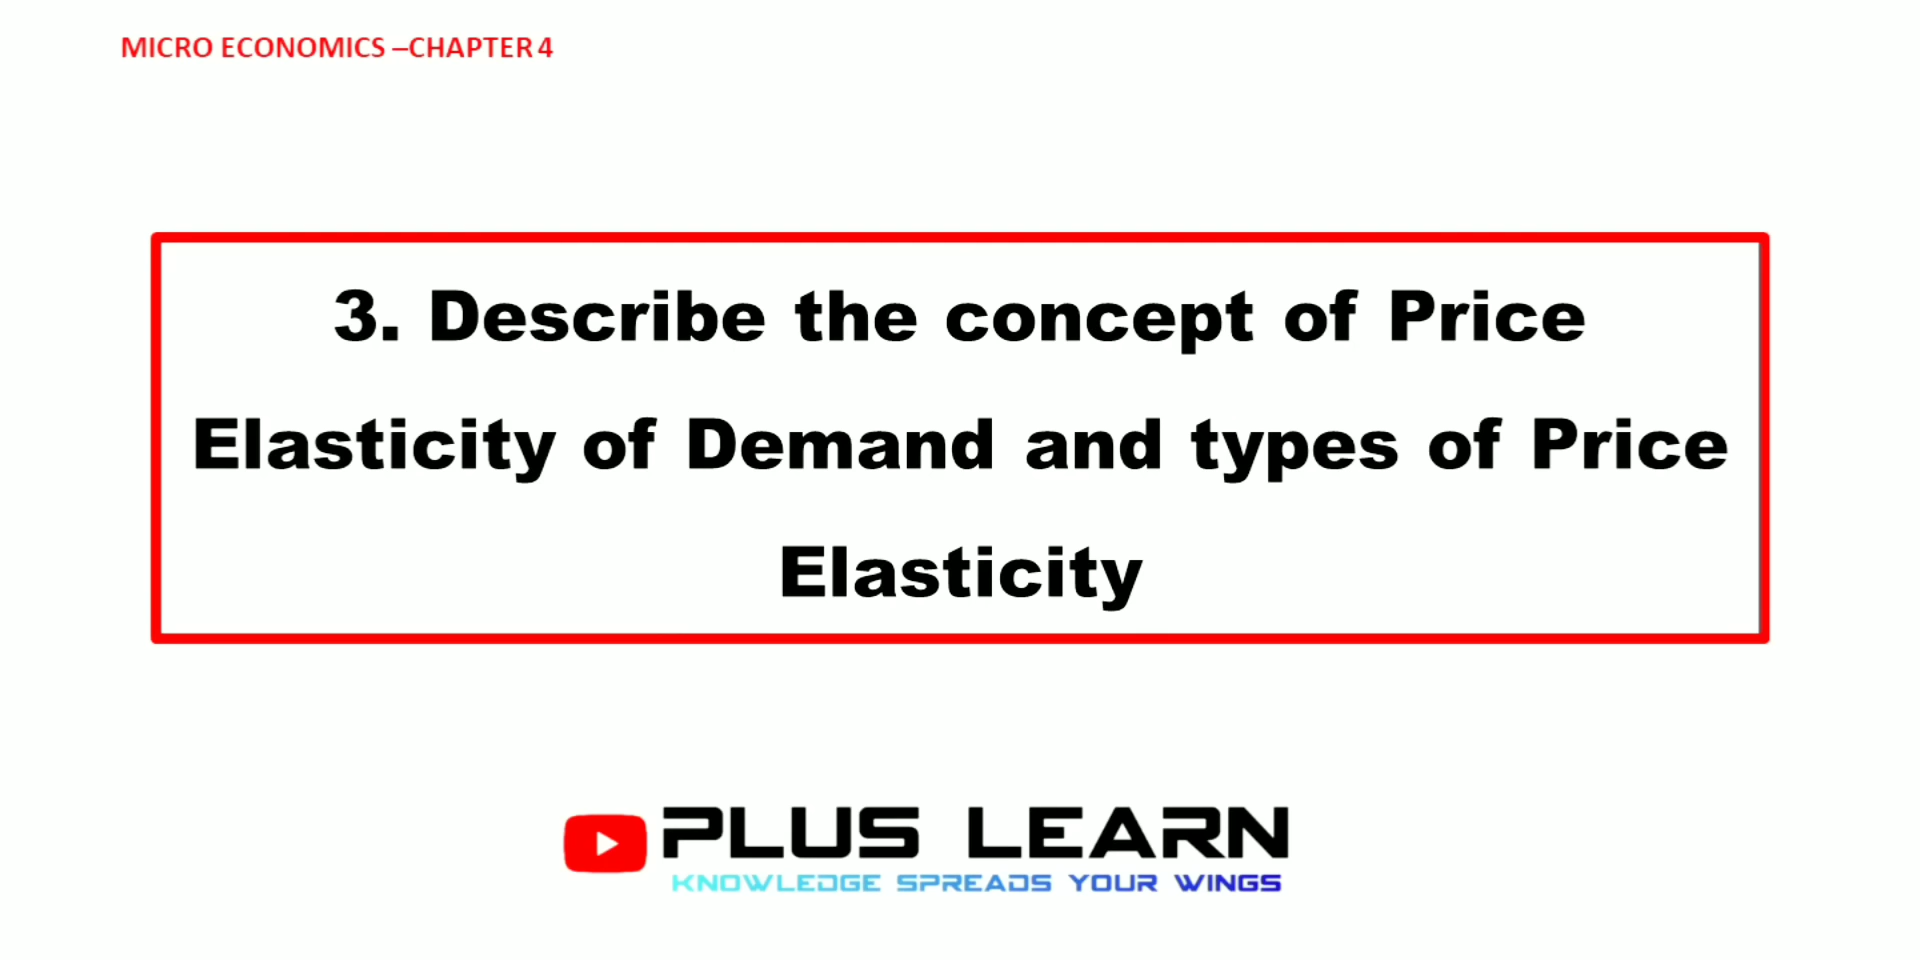 MICRO ECONOMICS –CHAPTER 4
3. Describe the concept of Price
Elasticity of Demand and types of Price
Elasticity
PLUS LEARN
KNOWLEDGE SPREADS YOUR WINGS